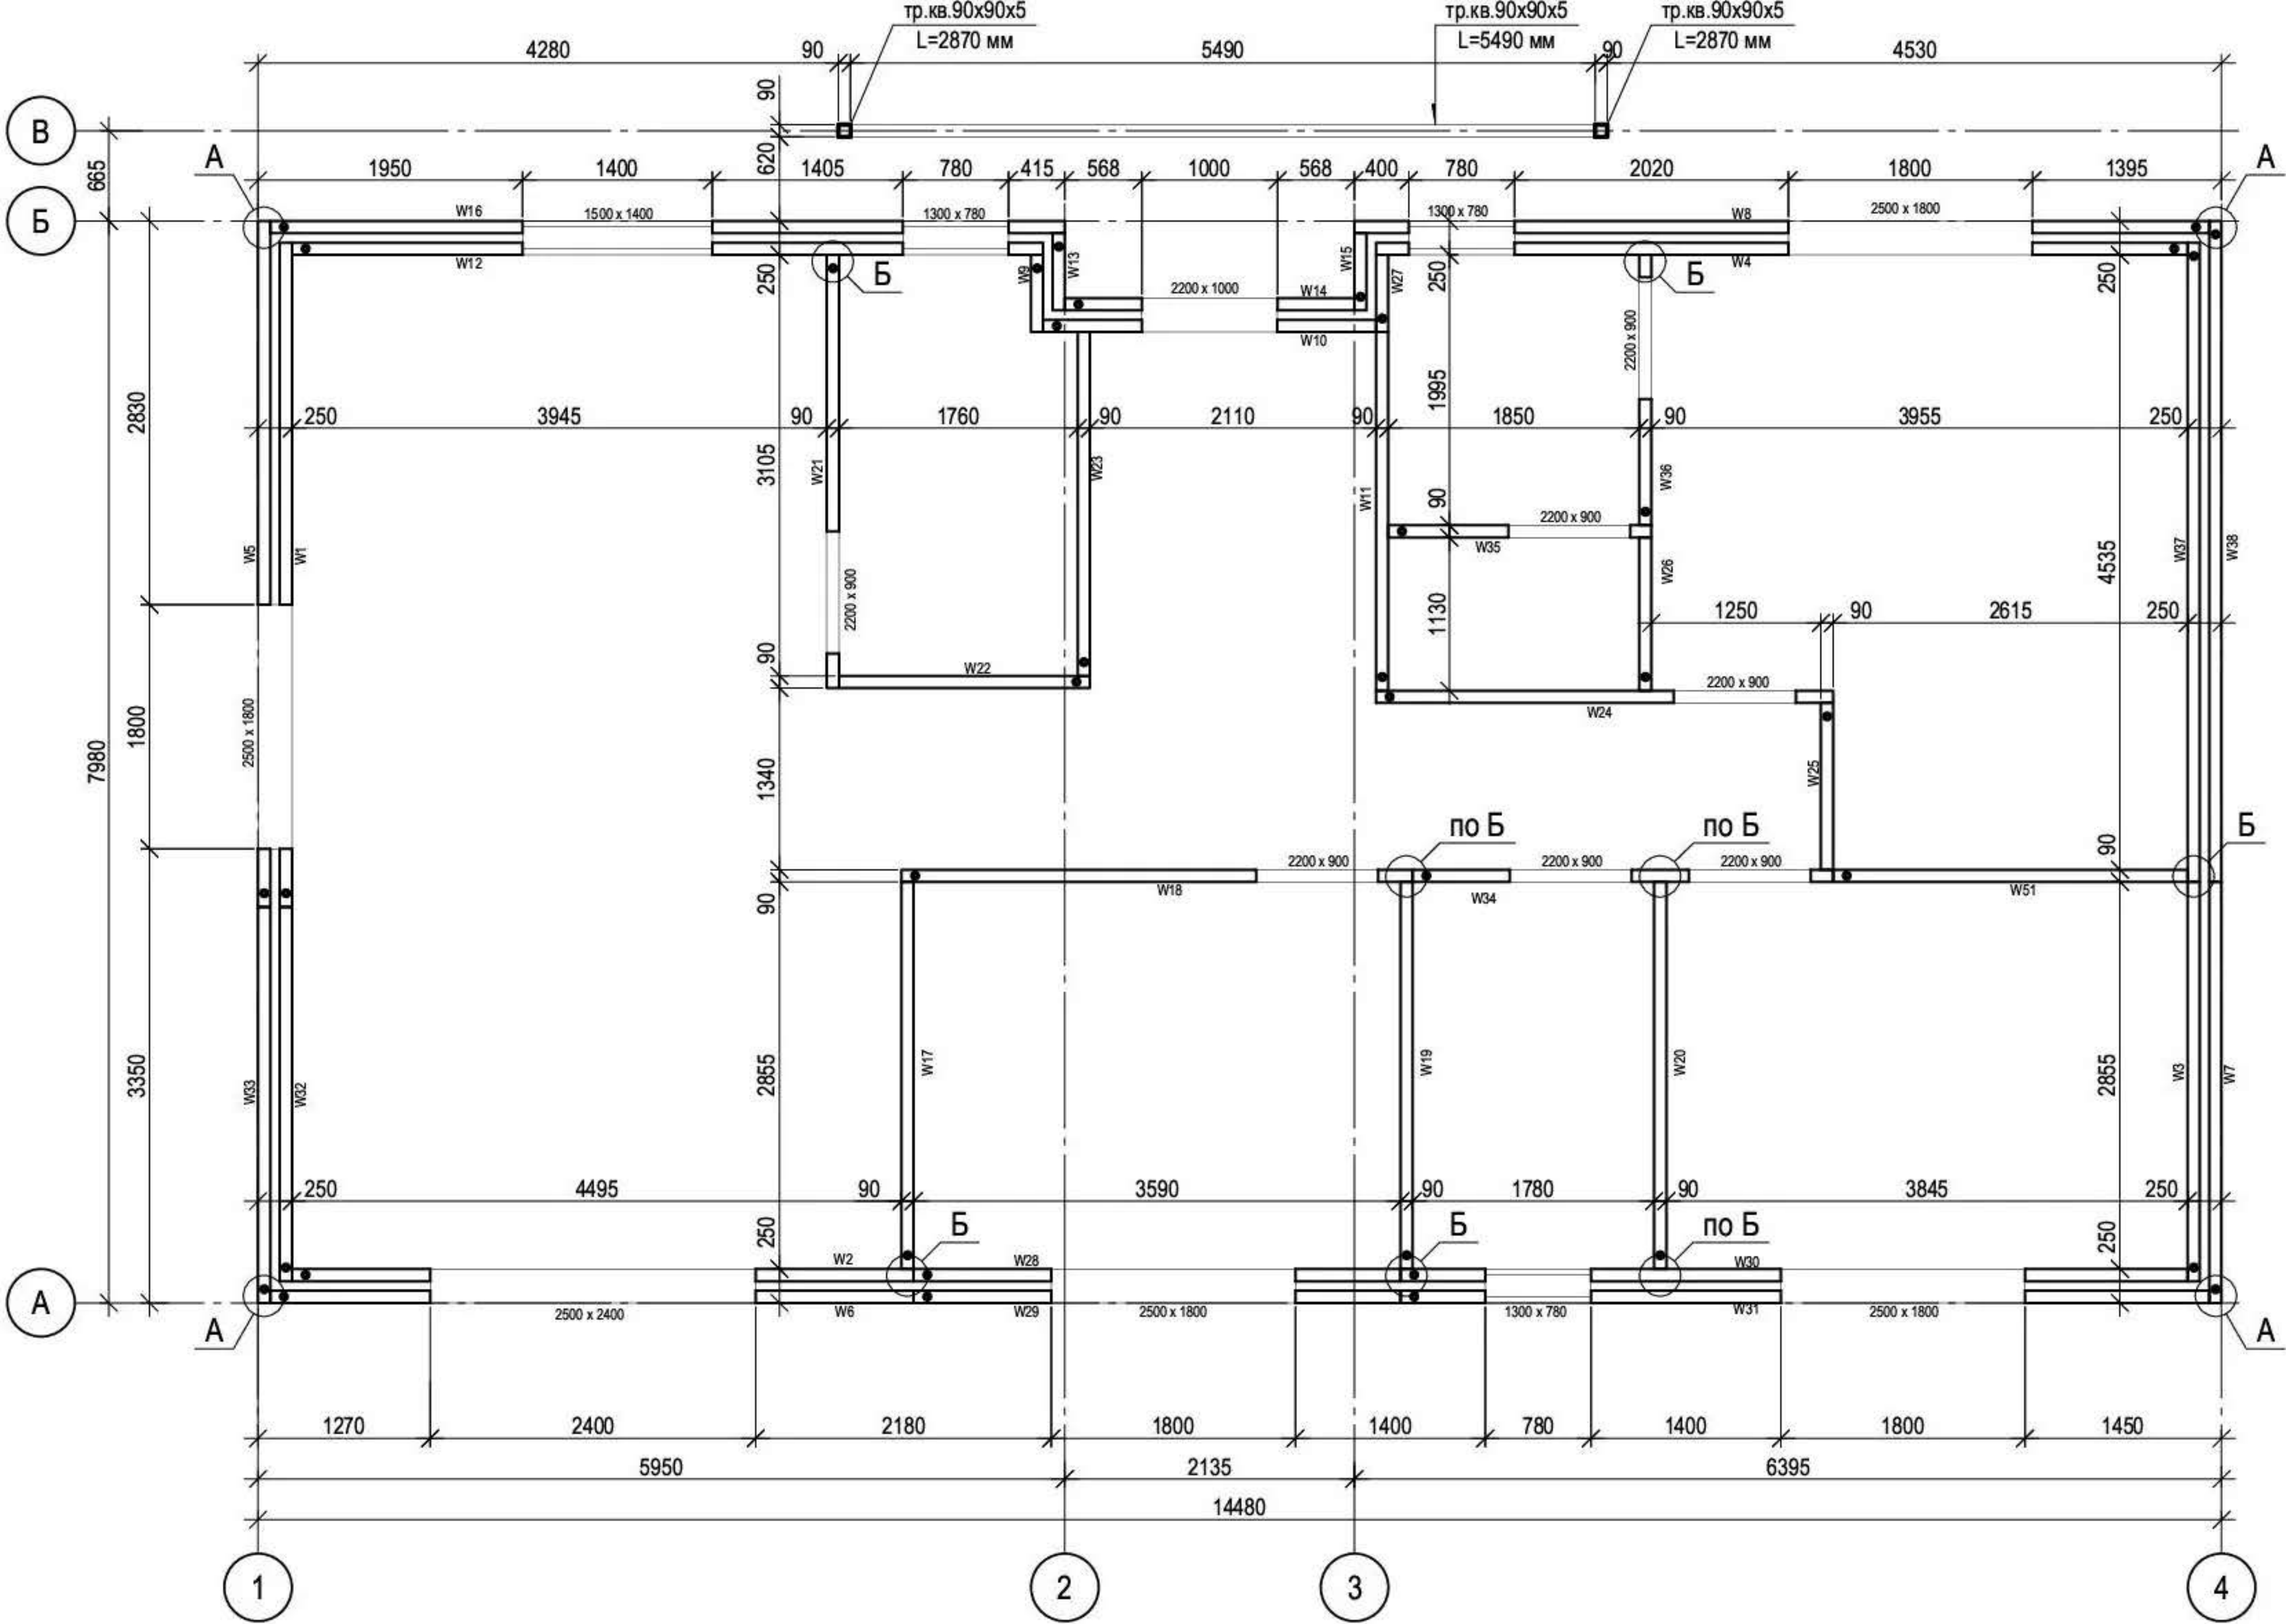 тр.кв.90x90x5 тр.кв.90x90x5 тр.кв.90x90x5
L=2870 мм L=5490 мм L=2870 мм
4280 90 5490 90 4530
90
В
665 А 620 А
1950 1400 1405 780 415 568 1000 568 400 780 2020 1800 1395
Б
W16 1500 x 1400 1300 x 780 1300 x 780 W8 2500 x 1800
W12 W9 W13 W15 W27 W4
250 Б 250 Б 250
2200 x 1000 W14
W10
2200 x 900
2830 1995
250 3945 90 1760 90 2110 90 1850 90 3955 250
3105 W21 W23 W11 W36
90 2200 x 900
W5 W1 W35 W26 4535 W37 W38
2200 x 900 1130
1250 90 2615 250
90 W22
2200 x 900
W24
7980 1800 2500 x 1800 1340 W25
по Б по Б Б
90
2200 x 900 2200 x 900 2200 x 900
W18 W34 W51
90
3350 W33 W32 2855 W17 W19 W20 2855 W3 W7
250 4495 90 3590 90 1780 90 3845 250
250 Б Б по Б 250
W2 W28 W30
А
2500 x 2400 W6 W29 2500 x 1800 1300 x 780 W31 2500 x 1800
А А
1270 2400 2180 1800 1400 780 1400 1800 1450
5950 2135 6395
14480
1 2 3 4